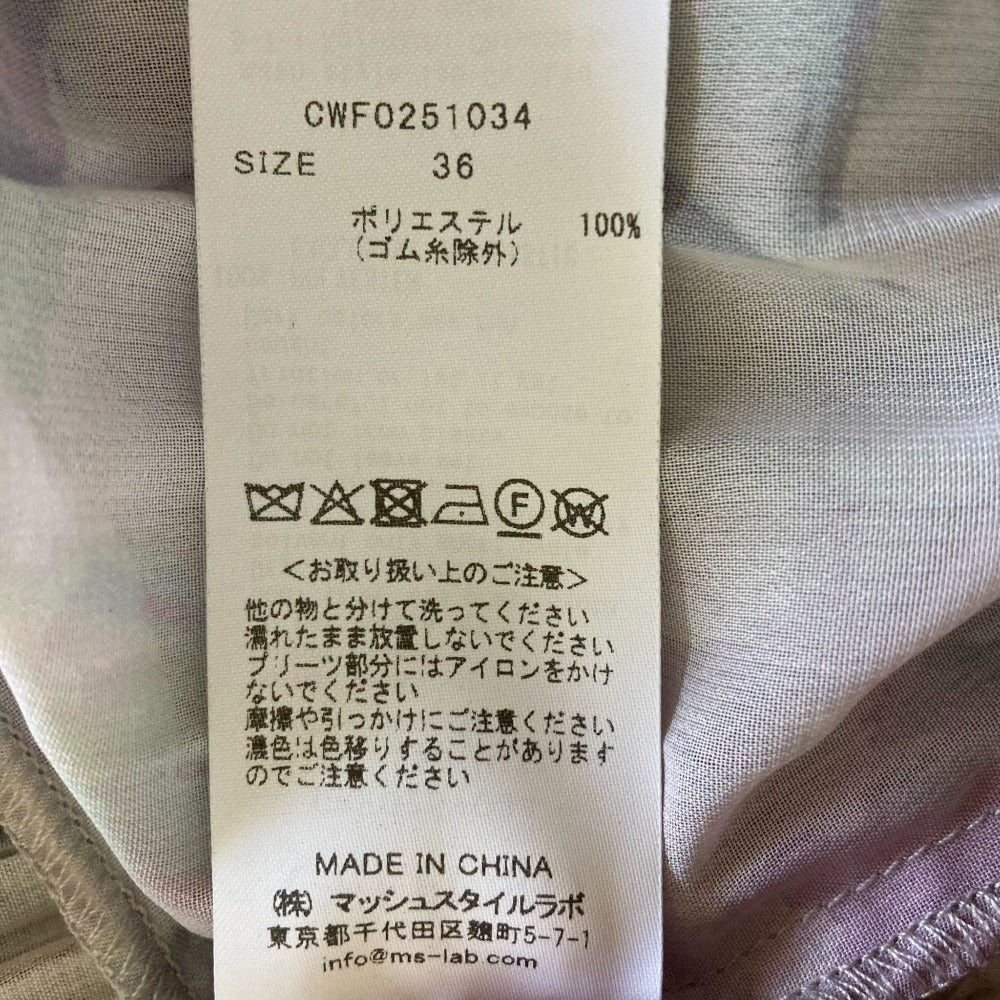 CWF0251034
SIZE 36
ポリエステル 100%
(ゴム糸除外)
F
W
<お取り扱い上のご注意>
他の物と分けて洗ってください
濡れたまま放置しないでください
プリーツ部分にはアイロンをかけ
ないでください
摩擦や引っかけにご注意ください
濃色は色移りすることがあります
のでご注意ください
MADE IN CHINA
(株) マッシュスタイルラボ
東京都千代田区麹町5-7-1
info@ms-lab.com